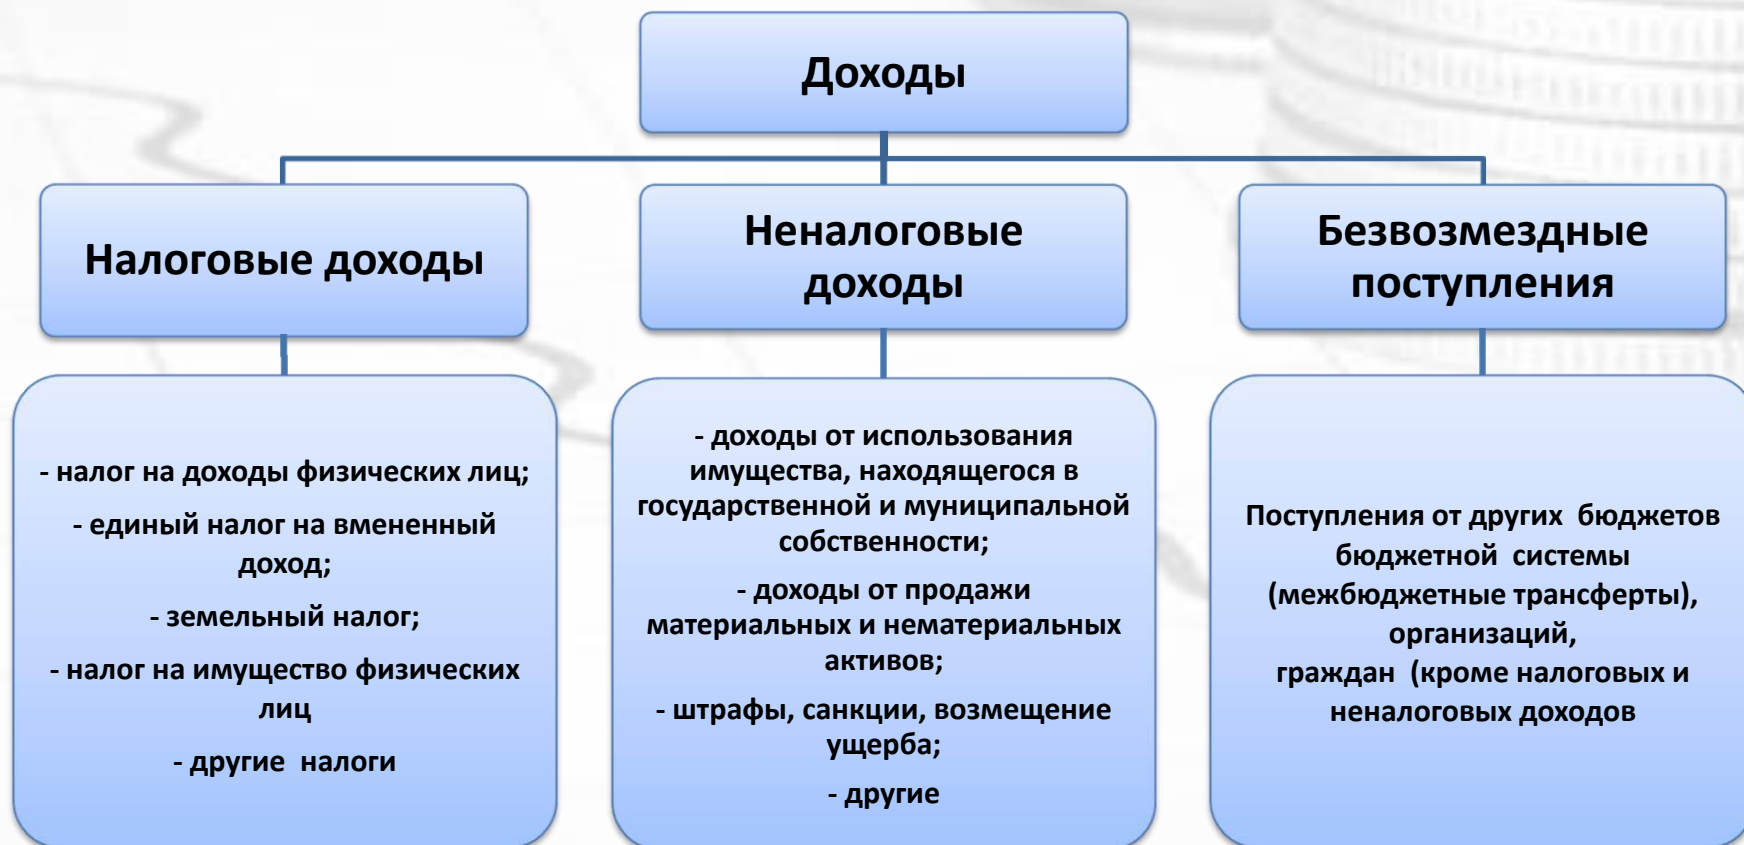 Доходы
Налоговые доходы
Неналоговые
доходы
Безвозмездные
поступления
- налог на доходы физических лиц;
- единый налог на вмененный
доход;
- земельный налог;
- налог на имущество физических
лиц
- другие налоги
- доходы от использования
имущества, находящегося в
государственной и муниципальной
собственности;
- доходы от продажи
материальных и нематериальных
активов;
- штрафы, санкции, возмещение
ущерба;
- другие
Поступления от других бюджетов
бюджетной системы
(межбюджетные трансферты),
организаций,
граждан (кроме налоговых и
неналоговых доходов